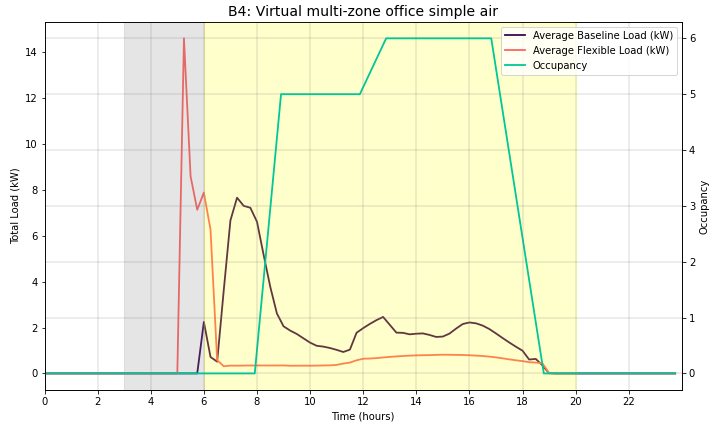 B4: Virtual multi-zone office simple air
Average Baseline Load (kW)
Average Flexible Load (kW)
Occupancy
14
12
10
8
6
4
2
0
Total Load (kW)
6
5
4
3
2
1
0
Occupancy
0 2 4 6 8 10 12 14 16 18 20 22
Time (hours)